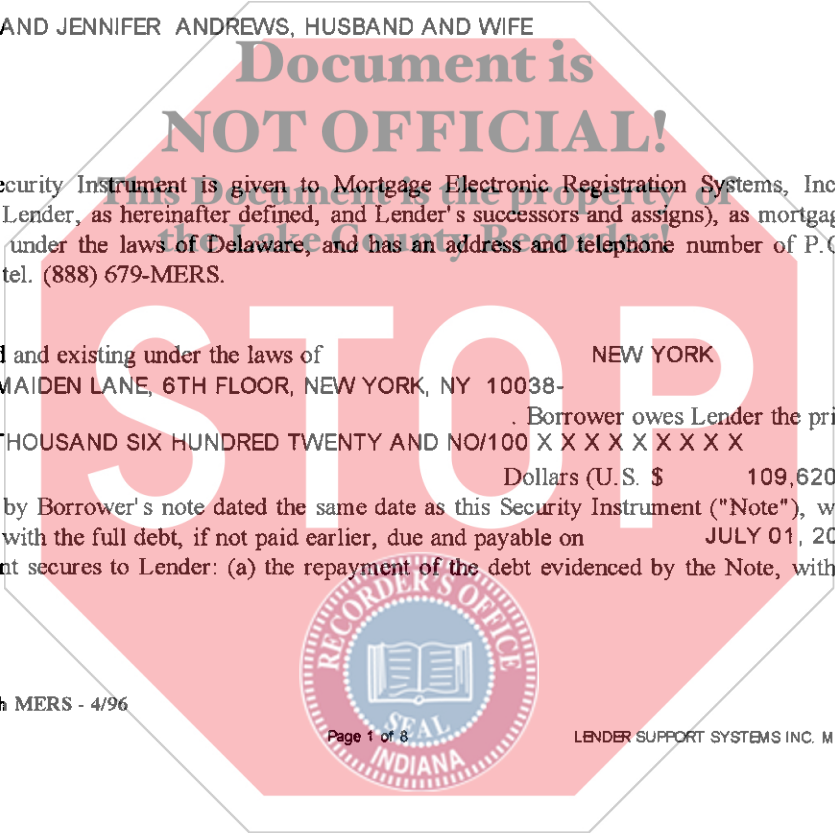 AND JENNIFER ANDREWS, HUSBAND AND WIFE
Document is
NOT OFFICIAL!
ecurity Instrument is given to Mortgage Electronic Registration Systems, Inc
This Document is the property of
Lender, as hereinafter defined, and Lender's successors and assigns), as mortgag
under the laws of Delaware, and has an address and telephone number of P.O
the Lake County Recorder!
tel. (888) 679-MERS.
STOP
d and existing under the laws of NEW YORK
MAIDEN LANE, 6TH FLOOR, NEW YORK, NY 10038-
. Borrower owes Lender the pri
THOUSAND SIX HUNDRED TWENTY AND NO/100 X X X X X X X X X
Dollars (U.S. $ 109,620
by Borrower's note dated the same date as this Security Instrument ("Note"), w
with the full debt, if not paid earlier, due and payable on JULY 01, 20
nt secures to Lender: (a) the repayment of the debt evidenced by the Note, with
RECORDER'S OFFICE
SEAL
INDIANA
h MERS - 4/96
Page 1 of 8 LENDER SUPPORT SYSTEMS INC. M